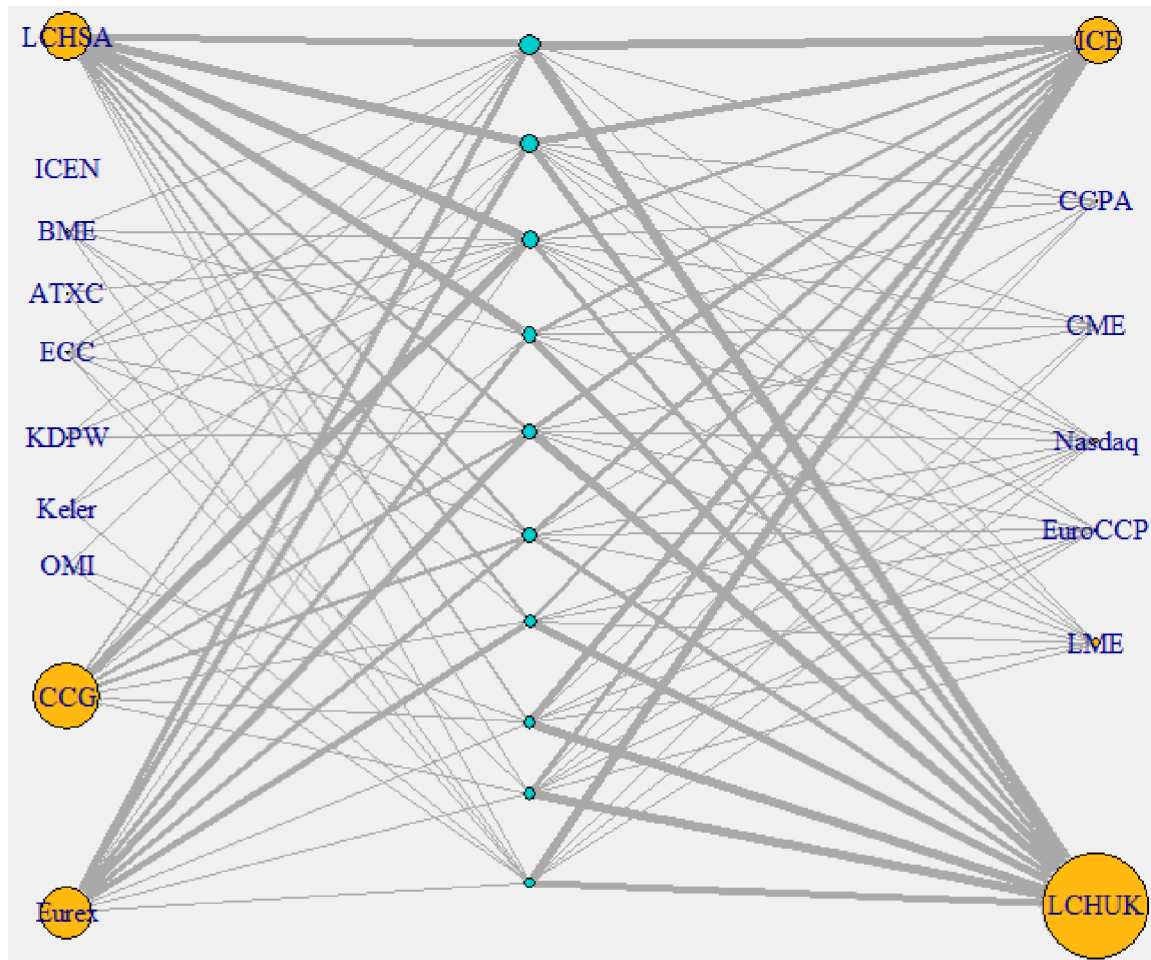 LCHSA
ICEN
BME
ATXC
ECC
KDPW
Keler
OMI
CCG
Eurex
ICE
CCPA
CME
Nasdaq
EuroCCP
LME
LCHUK